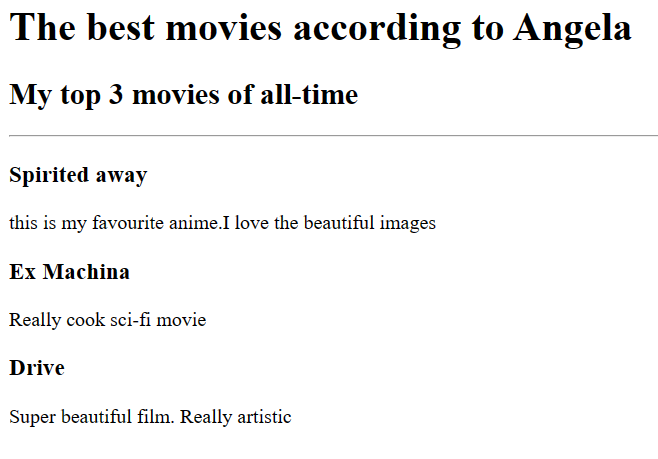 The best movies according to Angela
My top 3 movies of all-time
Spirited away
this is my favourite anime.I love the beautiful images
Ex Machina
Really cook sci-fi movie
Drive
Super beautiful film. Really artistic